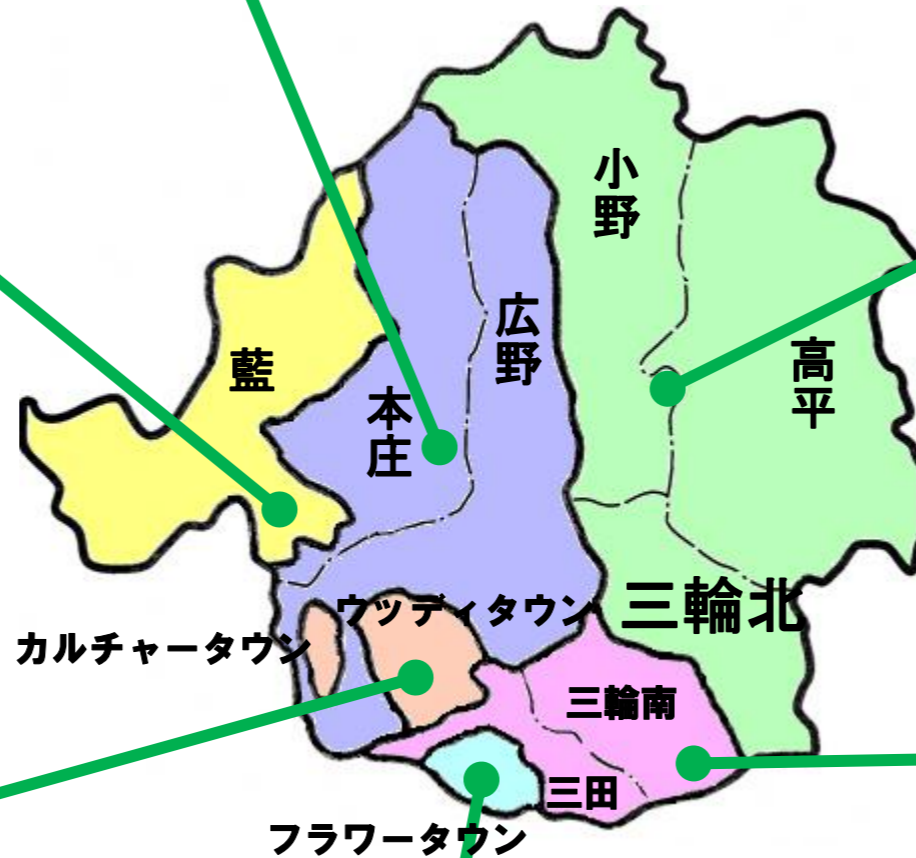 小野
広野
高平
藍
本庄
三輪北
ウッディタウン
カルチャータウン
三輪南
三田
フラワータウン